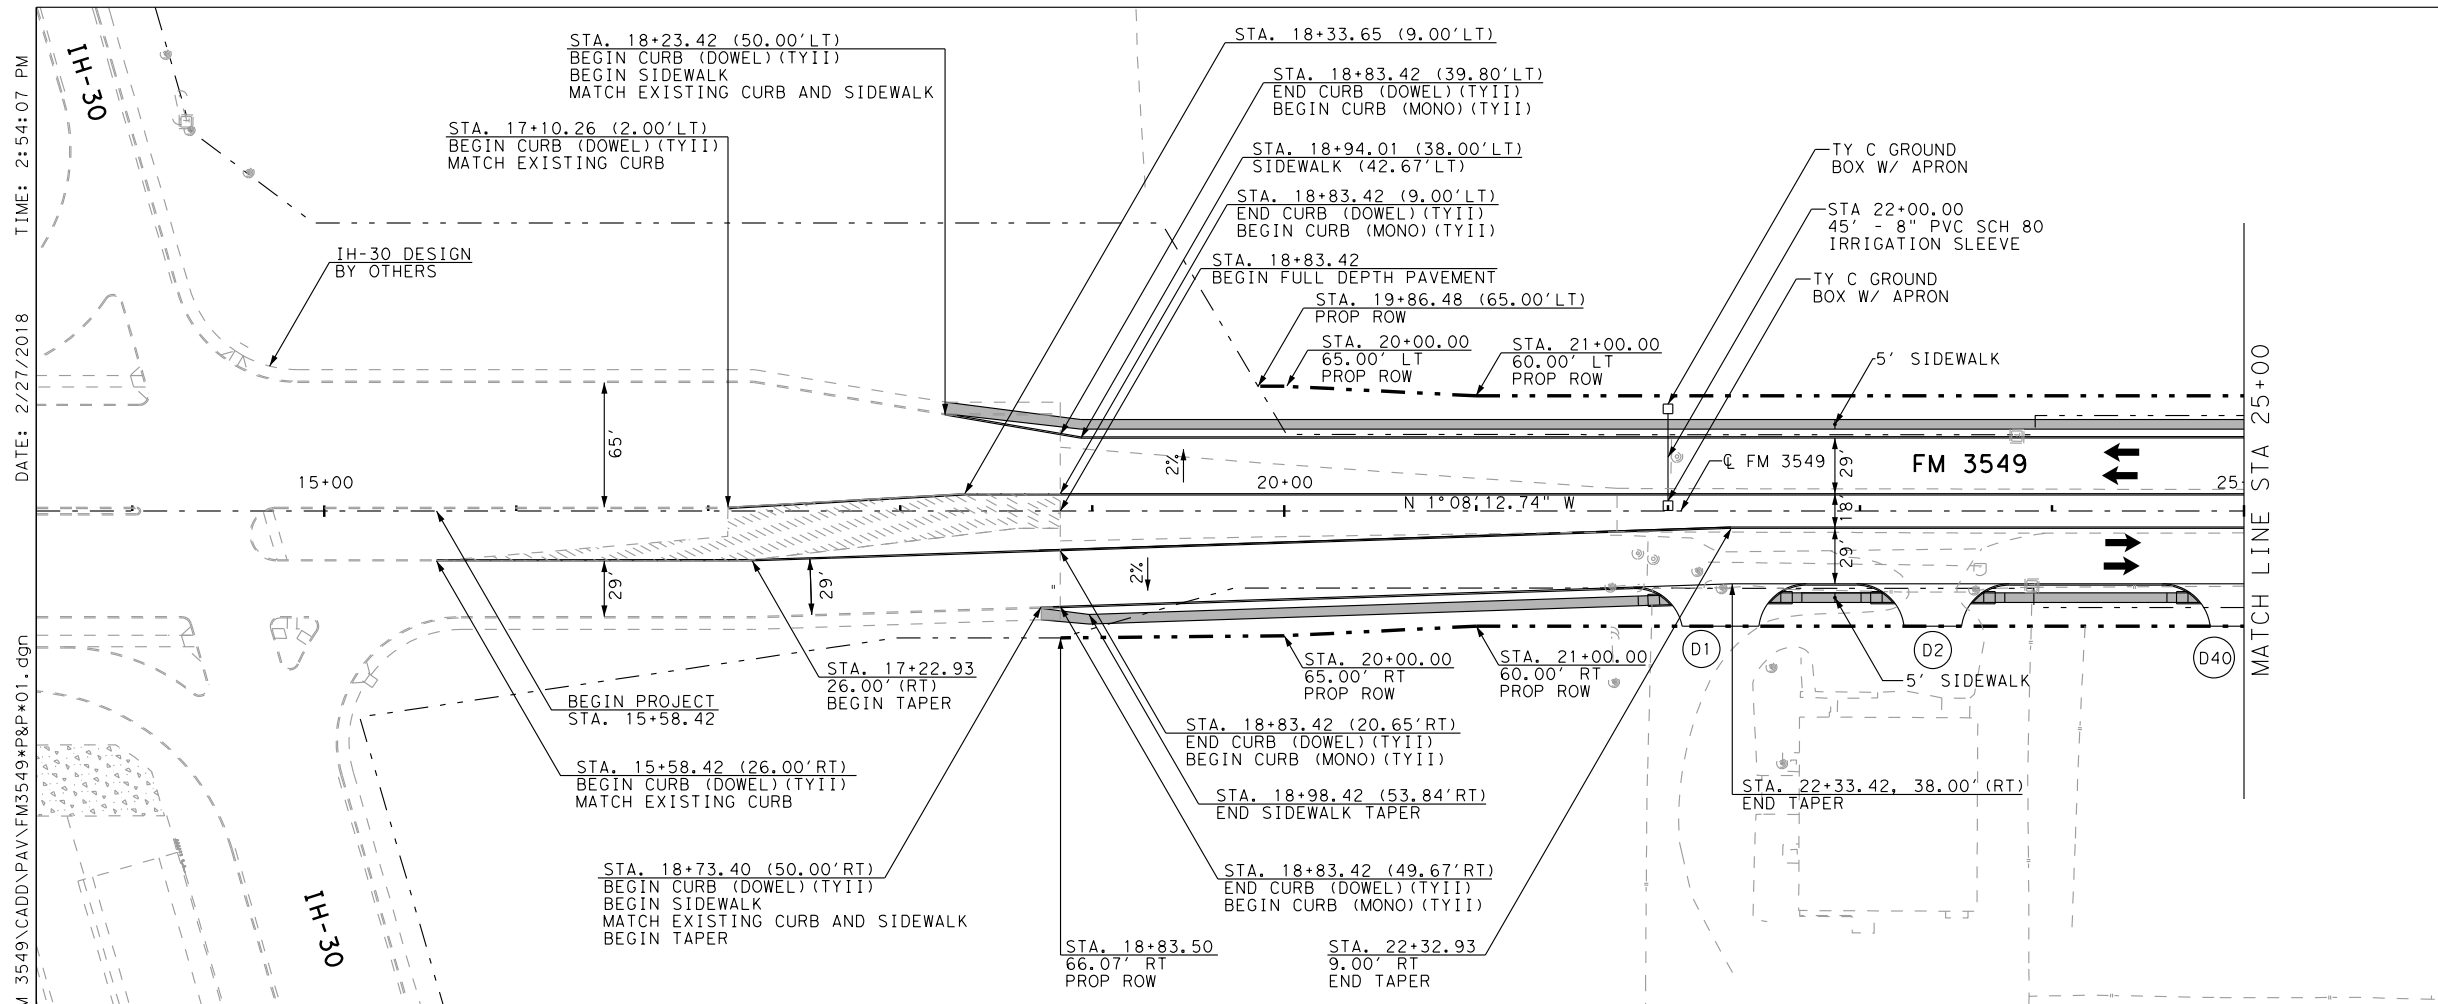 TIME: 2:54:07 PM
DATE: 2/27/2018
M 3549\CADD\PAV\FM3549*P&P*01.dgn
IH-30
STA. 18+23.42 (50.00'LT)
BEGIN CURB (DOWEL)(TYII)
BEGIN SIDEWALK
MATCH EXISTING CURB AND SIDEWALK
STA. 17+10.26 (2.00'LT)
BEGIN CURB (DOWEL)(TYII)
MATCH EXISTING CURB
IH-30 DESIGN
BY OTHERS
STA. 18+33.65 (9.00'LT)
STA. 18+83.42 (39.80'LT)
END CURB (DOWEL)(TYII)
BEGIN CURB (MONO)(TYII)
STA. 18+94.01 (38.00'LT)
SIDEWALK (42.67'LT)
STA. 18+83.42 (9.00'LT)
END CURB (DOWEL)(TYII)
BEGIN CURB (MONO)(TYII)
STA. 18+83.42
BEGIN FULL DEPTH PAVEMENT
STA. 19+86.48 (65.00'LT)
PROP ROW
STA. 20+00.00
65.00' LT
PROP ROW
STA. 21+00.00
60.00' LT
PROP ROW
TY C GROUND
BOX W/ APRON
STA 22+00.00
45' - 8" PVC SCH 80
IRRIGATION SLEEVE
TY C GROUND
BOX W/ APRON
5' SIDEWALK
MATCH LINE STA 25+00
65'
2%
℄ FM 3549
29'
FM 3549
15+00
20+00
25
N 1°08'12.74" W
18'
29'
29'
2%
29'
D1
D2
D40
5' SIDEWALK
BEGIN PROJECT
STA. 15+58.42
STA. 17+22.93
26.00'(RT)
BEGIN TAPER
STA. 20+00.00
65.00' RT
PROP ROW
STA. 21+00.00
60.00' RT
PROP ROW
STA. 18+83.42 (20.65'RT)
END CURB (DOWEL)(TYII)
BEGIN CURB (MONO)(TYII)
STA. 15+58.42 (26.00'RT)
BEGIN CURB (DOWEL)(TYII)
MATCH EXISTING CURB
STA. 18+98.42 (53.84'RT)
END SIDEWALK TAPER
STA. 22+33.42, 38.00'(RT)
END TAPER
STA. 18+73.40 (50.00'RT)
BEGIN CURB (DOWEL)(TYII)
BEGIN SIDEWALK
MATCH EXISTING CURB AND SIDEWALK
BEGIN TAPER
STA. 18+83.42 (49.67'RT)
END CURB (DOWEL)(TYII)
BEGIN CURB (MONO)(TYII)
IH-30
STA. 18+83.50
66.07' RT
PROP ROW
STA. 22+32.93
9.00' RT
END TAPER